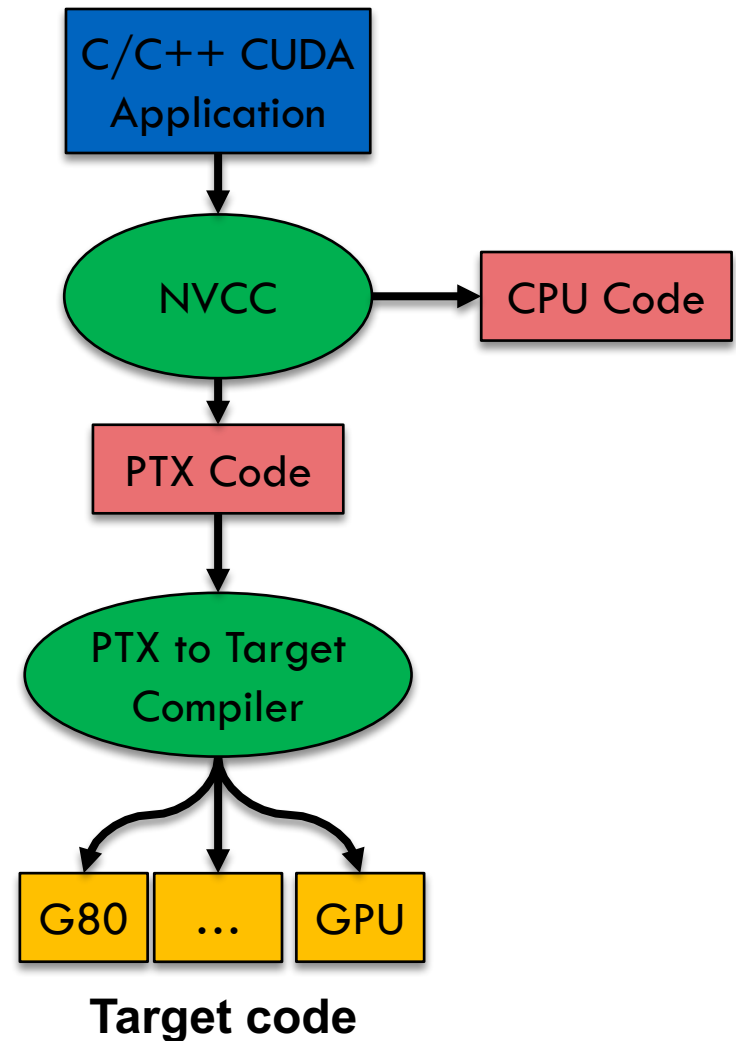 C/C++ CUDA
Application
NVCC
CPU Code
PTX Code
PTX to Target
Compiler
G80
...
GPU
Target code